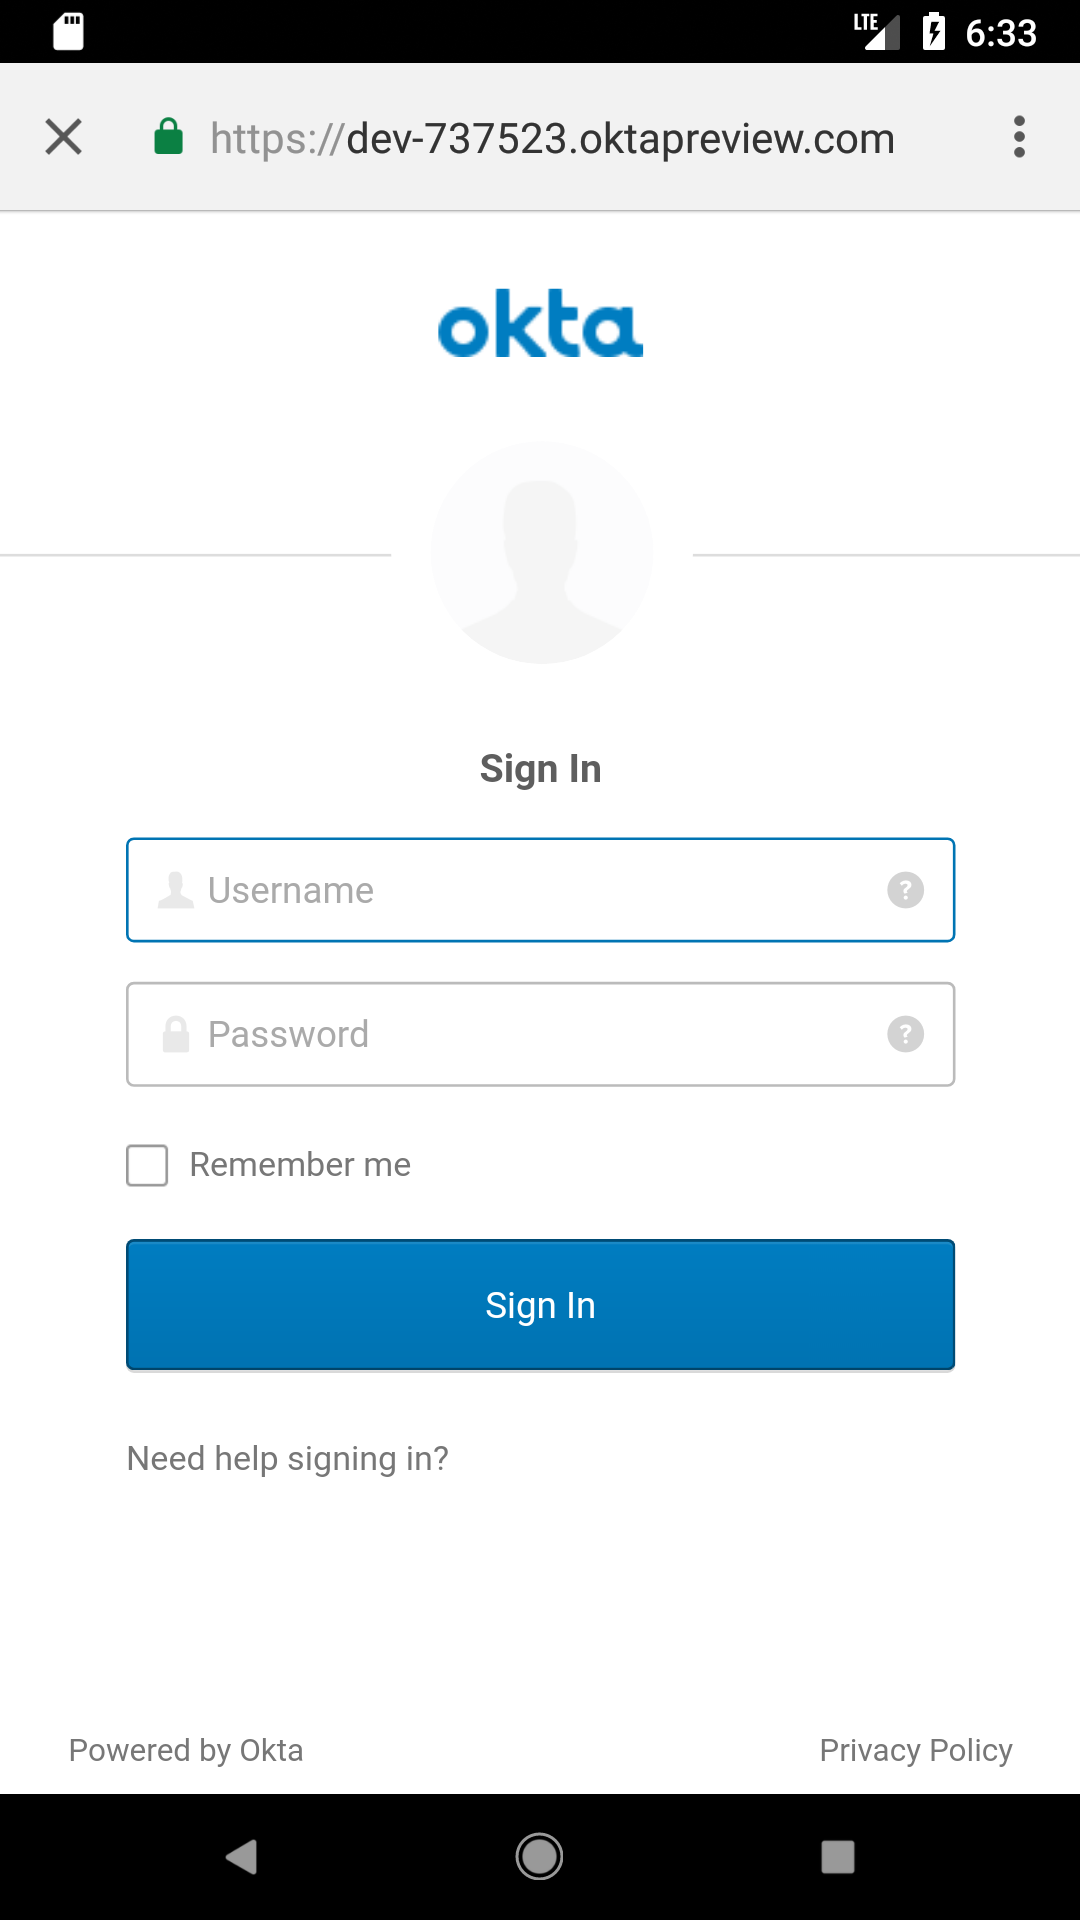 LTE 6:33
https://dev-737523.oktapreview.com
okta
Sign In
Username ?
Password ?
Remember me
Sign In
Need help signing in?
Powered by Okta Privacy Policy